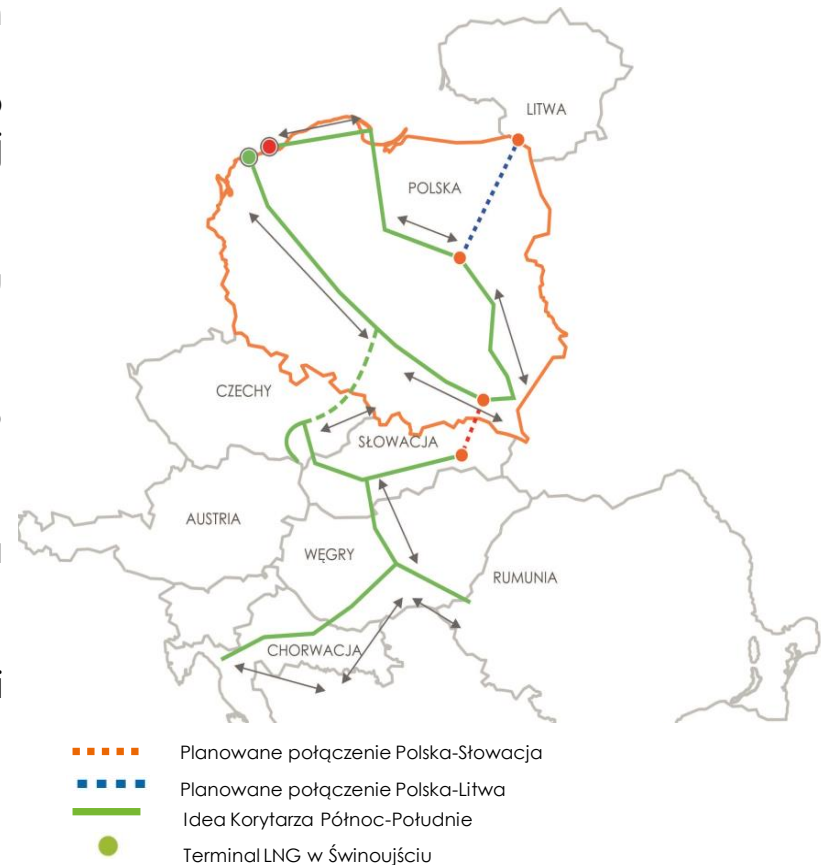 LITWA
POLSKA
CZECHY
SŁOWACJA
AUSTRIA
WĘGRY
RUMUNIA
CHORWACJA
Planowane połączenie Polska-Słowacja
Planowane połączenie Polska-Litwa
Idea Korytarza Północ-Południe
Terminal LNG w Świnoujściu